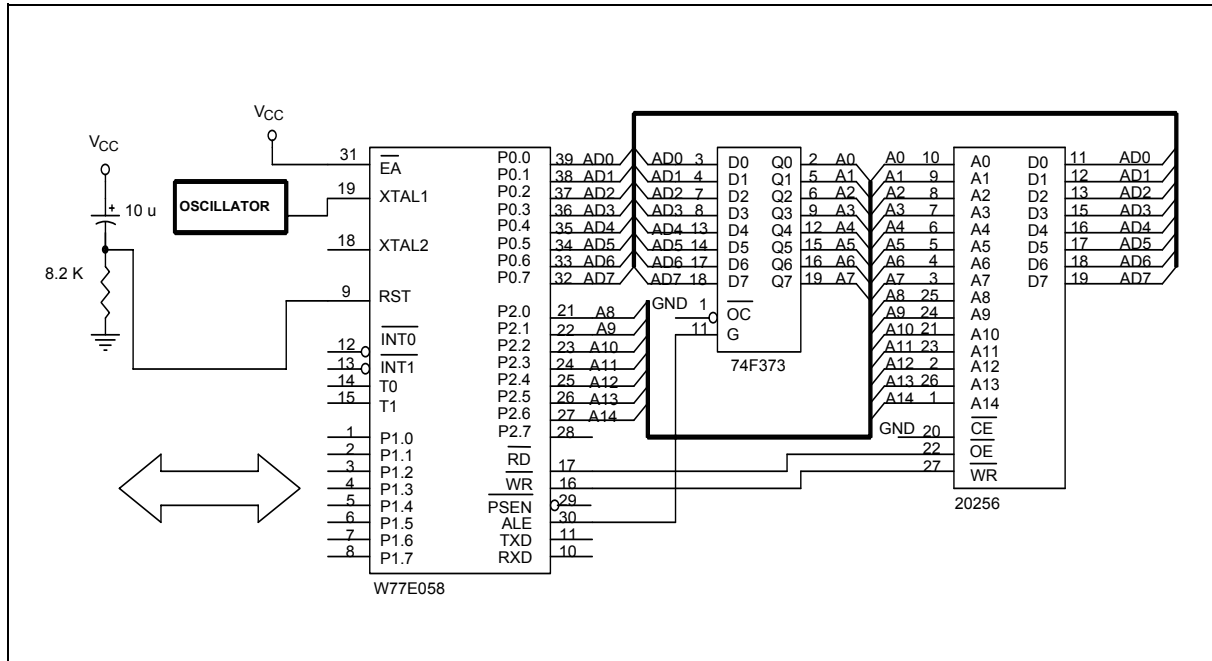 VCC
VCC
10 u
8.2 K
OSCILLATOR
31 EA
19 XTAL1
18 XTAL2
9 RST
12 INT0
13 INT1
14 T0
15 T1
1 P1.0
2 P1.1
3 P1.2
4 P1.3
5 P1.4
6 P1.5
7 P1.6
8 P1.7
P0.0 39 AD0
P0.1 38 AD1
P0.2 37 AD2
P0.3 36 AD3
P0.4 35 AD4
P0.5 34 AD5
P0.6 33 AD6
P0.7 32 AD7
P2.0 21 A8
P2.1 22 A9
P2.2 23 A10
P2.3 24 A11
P2.4 25 A12
P2.5 26 A13
P2.6 27 A14
P2.7 28
RD 17
WR 16
PSEN 29
ALE 30
TXD 11
RXD 10
W77E058
AD0 3 D0 Q0 2 A0
AD1 4 D1 Q1 5 A1
AD2 7 D2 Q2 6 A2
AD3 8 D3 Q3 9 A3
AD4 13 D4 Q4 12 A4
AD5 14 D5 Q5 15 A5
AD6 17 D6 Q6 16 A6
AD7 18 D7 Q7 19 A7
GND 1 OC
11 G
74F373
A0 10 A0 D0 11 AD0
A1 9 A1 D1 12 AD1
A2 8 A2 D2 13 AD2
A3 7 A3 D3 15 AD3
A4 6 A4 D4 16 AD4
A5 5 A5 D5 17 AD5
A6 4 A6 D6 18 AD6
A7 3 A7 D7 19 AD7
A8 25 A8
A9 24 A9
A10 21 A10
A11 23 A11
A12 2 A12
A13 26 A13
A14 1 A14
GND 20 CE
22 OE
27 WR
20256